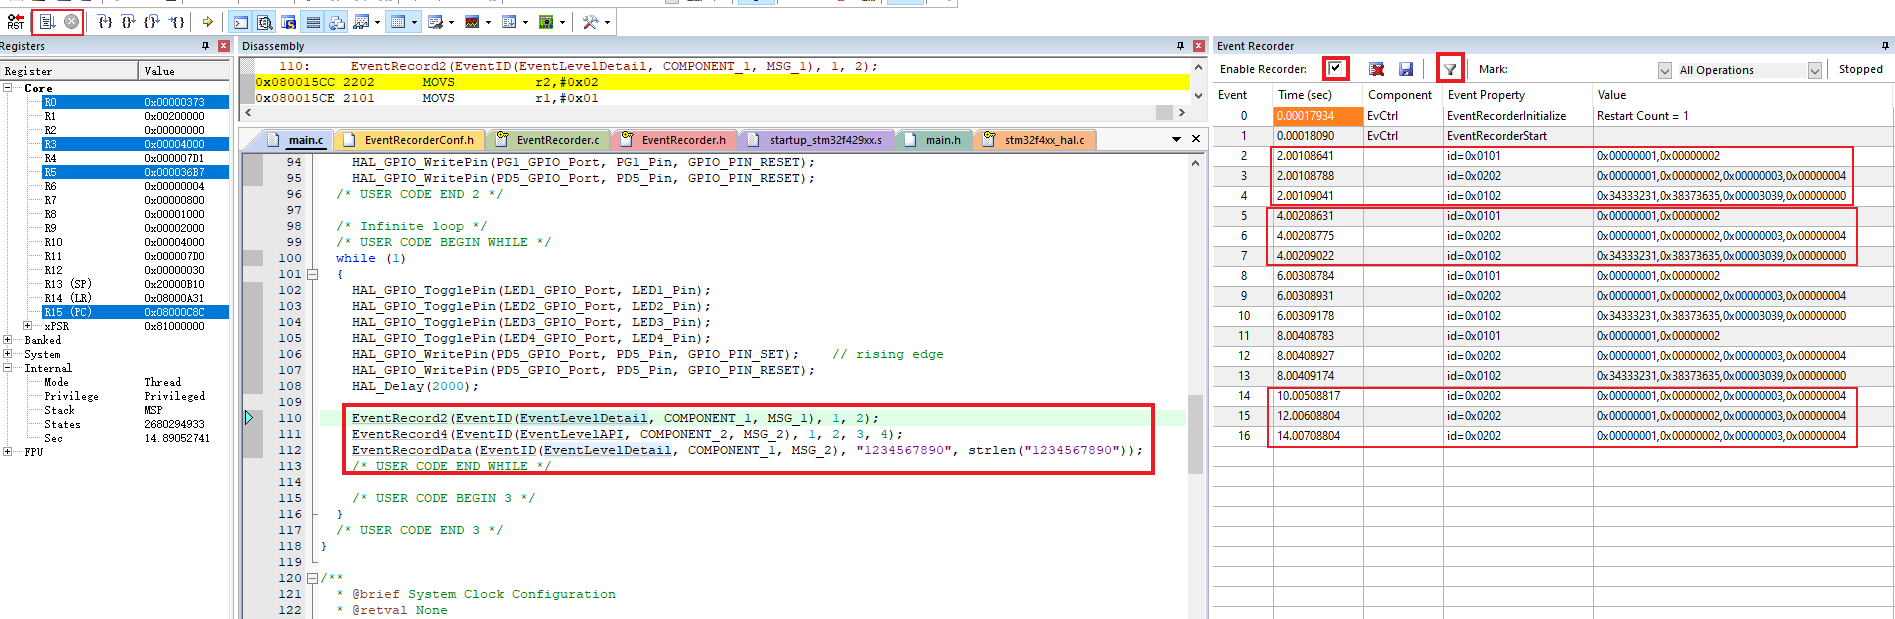 RST
Registers
Register Value
Core
R0 0x00000373
R1 0x00200000
R2 0x00000000
R3 0x00004000
R4 0x000007D1
R5 0x000036B7
R6 0x00000004
R7 0x00000800
R8 0x00001000
R9 0x00002000
R10 0x00004000
R11 0x000007D0
R12 0x00000030
R13 (SP) 0x20000B10
R14 (LR) 0x08000A31
R15 (PC) 0x08000C8C
xPSR 0x81000000
Banked
System
Internal
Mode Thread
Privilege Privileged
Stack MSP
States 2680294933
Sec 14.89052741
FPU
Disassembly
110: EventRecord2(EventID(EventLevelDetail, COMPONENT_1, MSG_1), 1, 2);
0x080015CC 2202 MOVS r2,#0x02
0x080015CE 2101 MOVS r1,#0x01
main.c EventRecorderConf.h EventRecorder.c EventRecorder.h startup_stm32f429xx.s main.h stm32f4xx_hal.c
94 HAL_GPIO_WritePin(PG1_GPIO_Port, PG1_Pin, GPIO_PIN_RESET);
95 HAL_GPIO_WritePin(PD5_GPIO_Port, PD5_Pin, GPIO_PIN_RESET);
96 /* USER CODE END 2 */
97
98 /* Infinite loop */
99 /* USER CODE BEGIN WHILE */
100 while (1)
101 {
102 HAL_GPIO_TogglePin(LED1_GPIO_Port, LED1_Pin);
103 HAL_GPIO_TogglePin(LED2_GPIO_Port, LED2_Pin);
104 HAL_GPIO_TogglePin(LED3_GPIO_Port, LED3_Pin);
105 HAL_GPIO_TogglePin(LED4_GPIO_Port, LED4_Pin);
106 HAL_GPIO_WritePin(PD5_GPIO_Port, PD5_Pin, GPIO_PIN_SET); // rising edge
107 HAL_GPIO_WritePin(PD5_GPIO_Port, PD5_Pin, GPIO_PIN_RESET);
108 HAL_Delay(2000);
109
110 EventRecord2(EventID(EventLevelDetail, COMPONENT_1, MSG_1), 1, 2);
111 EventRecord4(EventID(EventLevelAPI, COMPONENT_2, MSG_2), 1, 2, 3, 4);
112 EventRecordData(EventID(EventLevelDetail, COMPONENT_1, MSG_2), "1234567890", strlen("1234567890"));
113 /* USER CODE END WHILE */
114
115 /* USER CODE BEGIN 3 */
116 }
117 /* USER CODE END 3 */
118 }
119
120 /**
121 * @brief System Clock Configuration
122 * @retval None
Event Recorder
Enable Recorder: Mark: All Operations Stopped
Event Time (sec) Component Event Property Value
0 0.00017934 EvCtrl EventRecorderInitialize Restart Count = 1
1 0.00018090 EvCtrl EventRecorderStart
2 2.00108641 id=0x0101 0x00000001,0x00000002
3 2.00108788 id=0x0202 0x00000001,0x00000002,0x00000003,0x00000004
4 2.00109041 id=0x0102 0x34333231,0x38373635,0x00003039,0x00000000
5 4.00208631 id=0x0101 0x00000001,0x00000002
6 4.00208775 id=0x0202 0x00000001,0x00000002,0x00000003,0x00000004
7 4.00209022 id=0x0102 0x34333231,0x38373635,0x00003039,0x00000000
8 6.00308784 id=0x0101 0x00000001,0x00000002
9 6.00308931 id=0x0202 0x00000001,0x00000002,0x00000003,0x00000004
10 6.00309178 id=0x0102 0x34333231,0x38373635,0x00003039,0x00000000
11 8.00408783 id=0x0101 0x00000001,0x00000002
12 8.00408927 id=0x0202 0x00000001,0x00000002,0x00000003,0x00000004
13 8.00409174 id=0x0102 0x34333231,0x38373635,0x00003039,0x00000000
14 10.00508817 id=0x0202 0x00000001,0x00000002,0x00000003,0x00000004
15 12.00608804 id=0x0202 0x00000001,0x00000002,0x00000003,0x00000004
16 14.00708804 id=0x0202 0x00000001,0x00000002,0x00000003,0x00000004